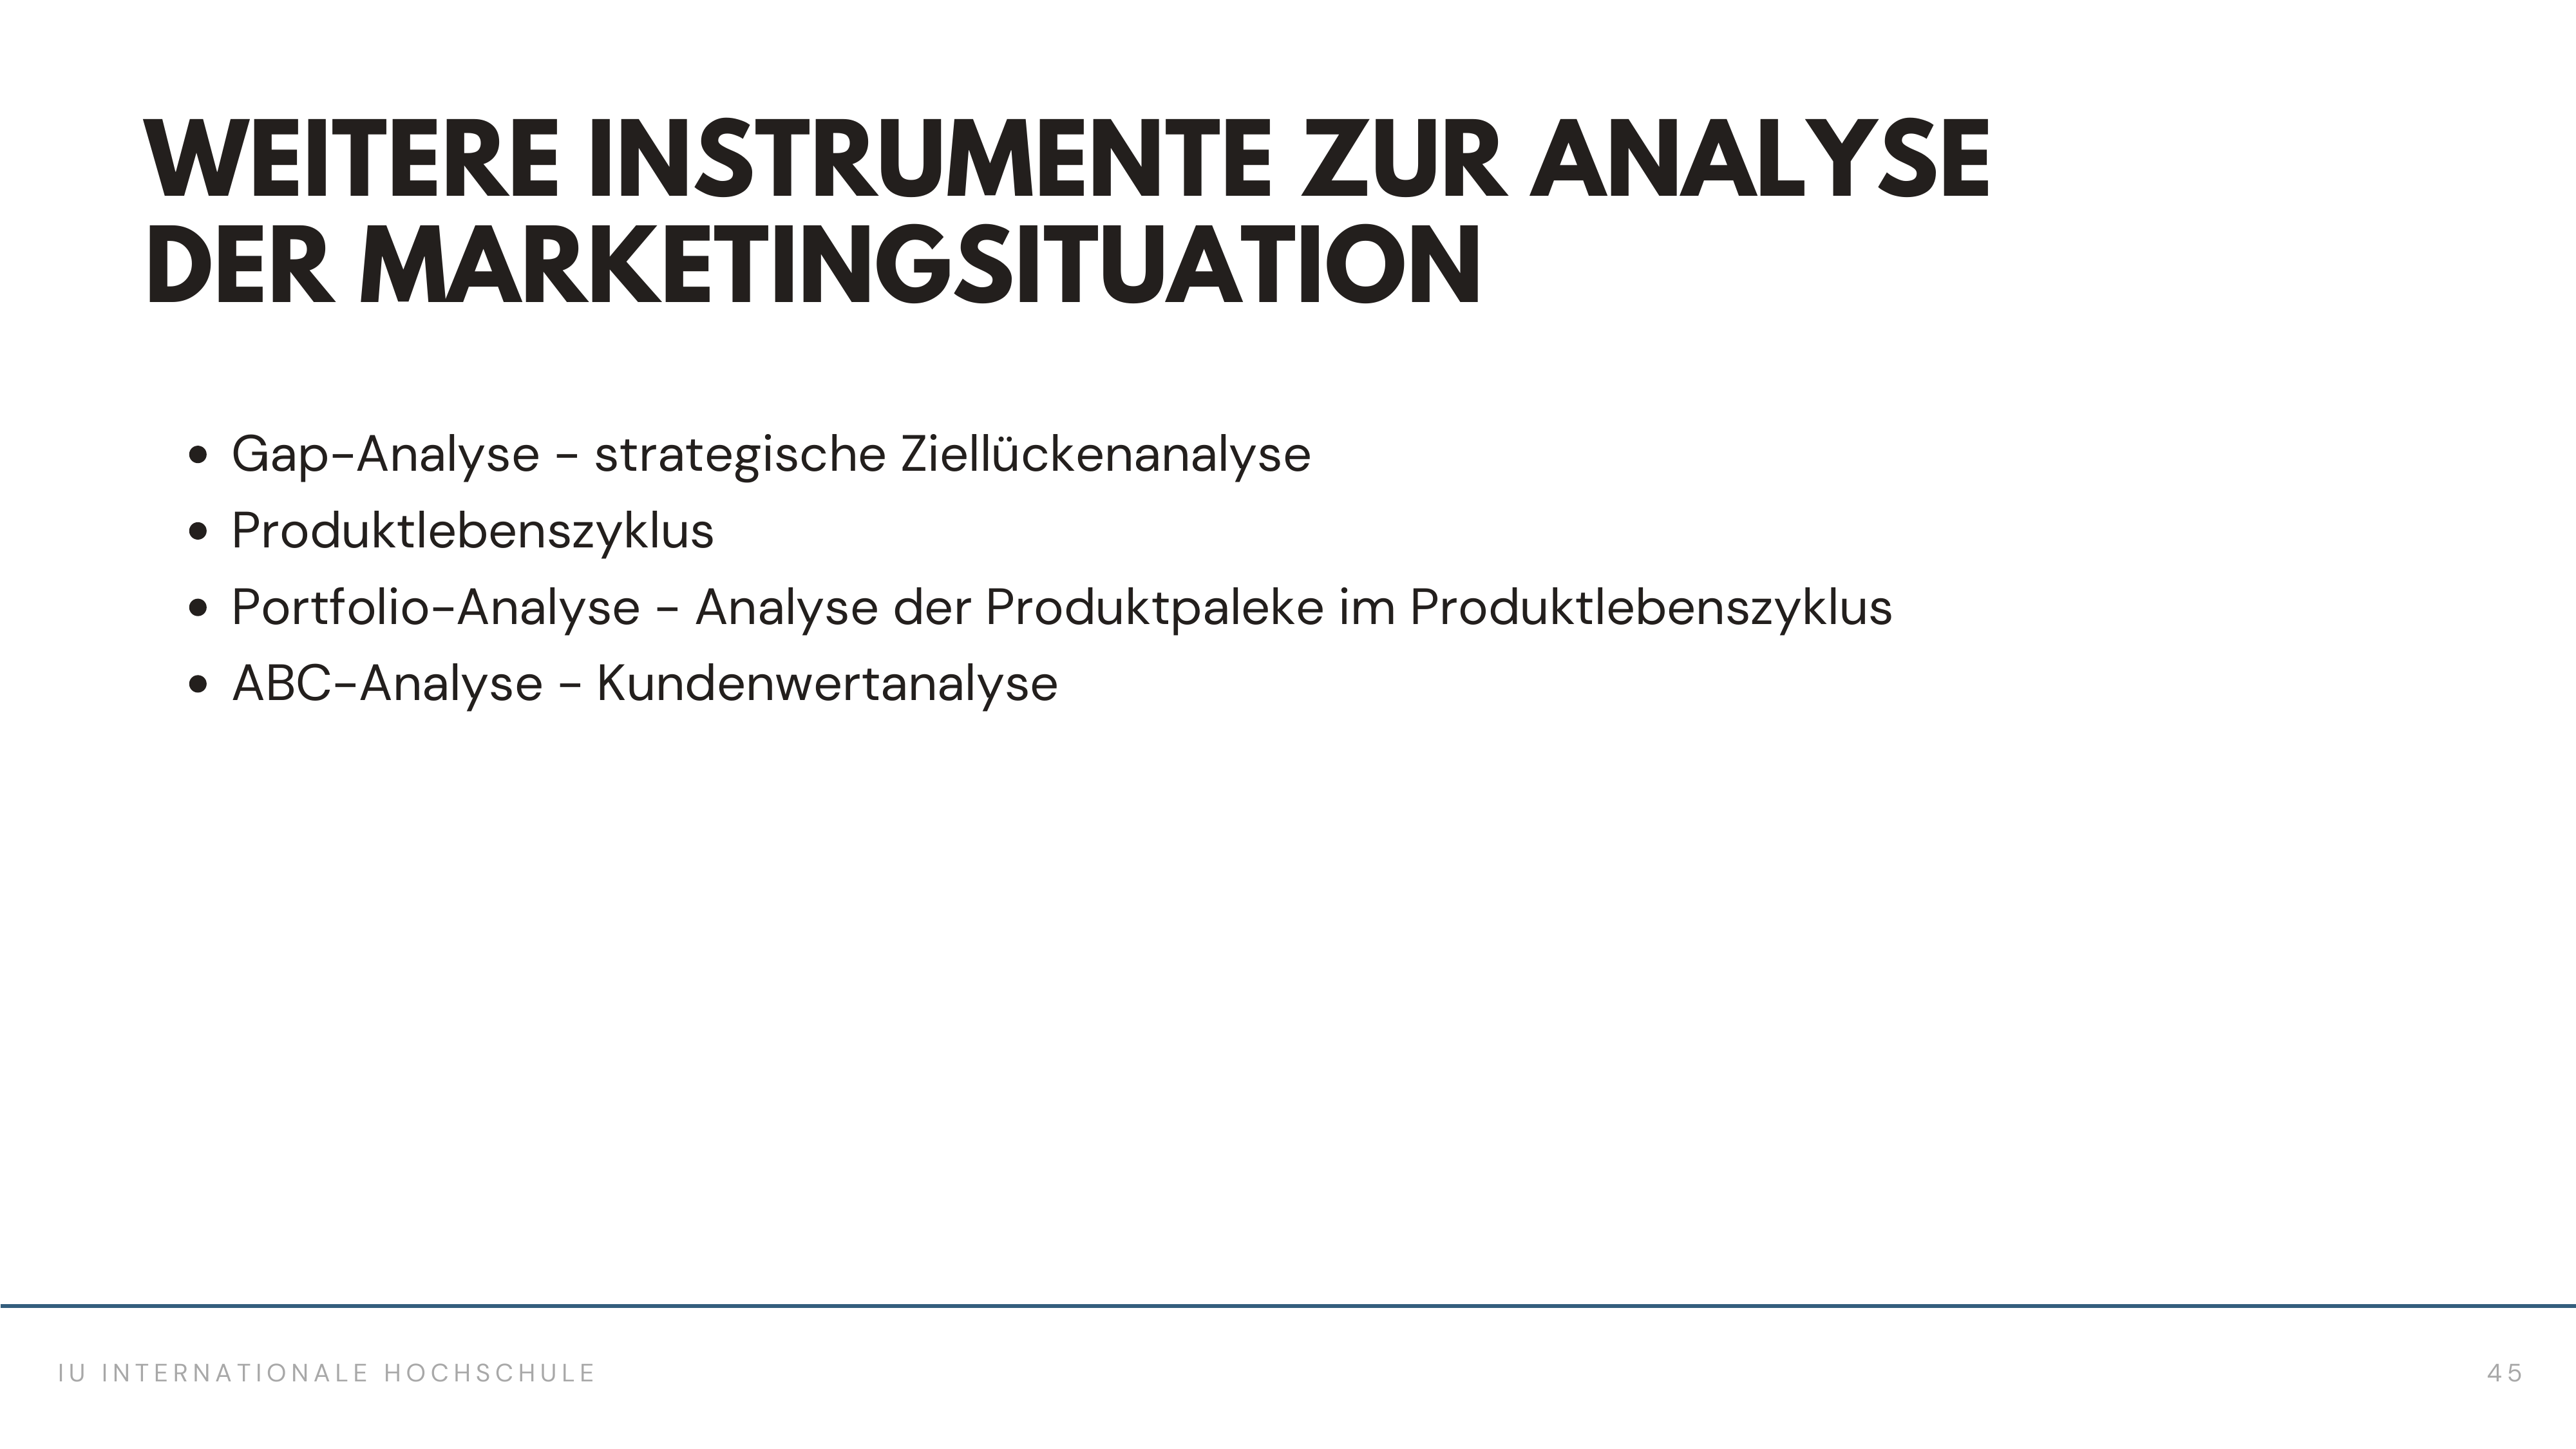 WEITERE INSTRUMENTE ZUR ANALYSE
DER MARKETINGSITUATION
• Gap-Analyse - strategische Ziellückenanalyse
• Produktlebenszyklus
• Portfolio-Analyse - Analyse der Produktpaleke im Produktlebenszyklus
• ABC-Analyse - Kundenwertanalyse
IU INTERNATIONALE HOCHSCHULE
45